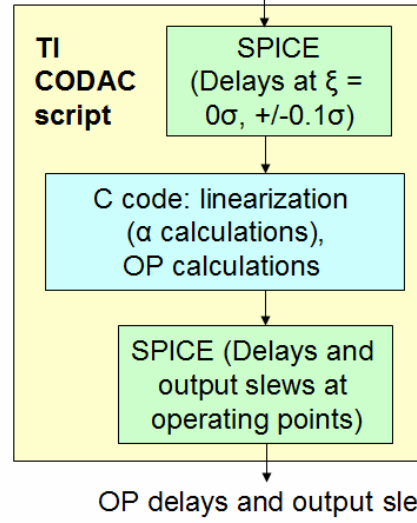 TI
CODAC
script
SPICE
(Delays at ξ =
0σ, +/-0.1σ)
C code: linearization
(α calculations),
OP calculations
SPICE (Delays and
output slews at
operating points)
OP delays and output sle